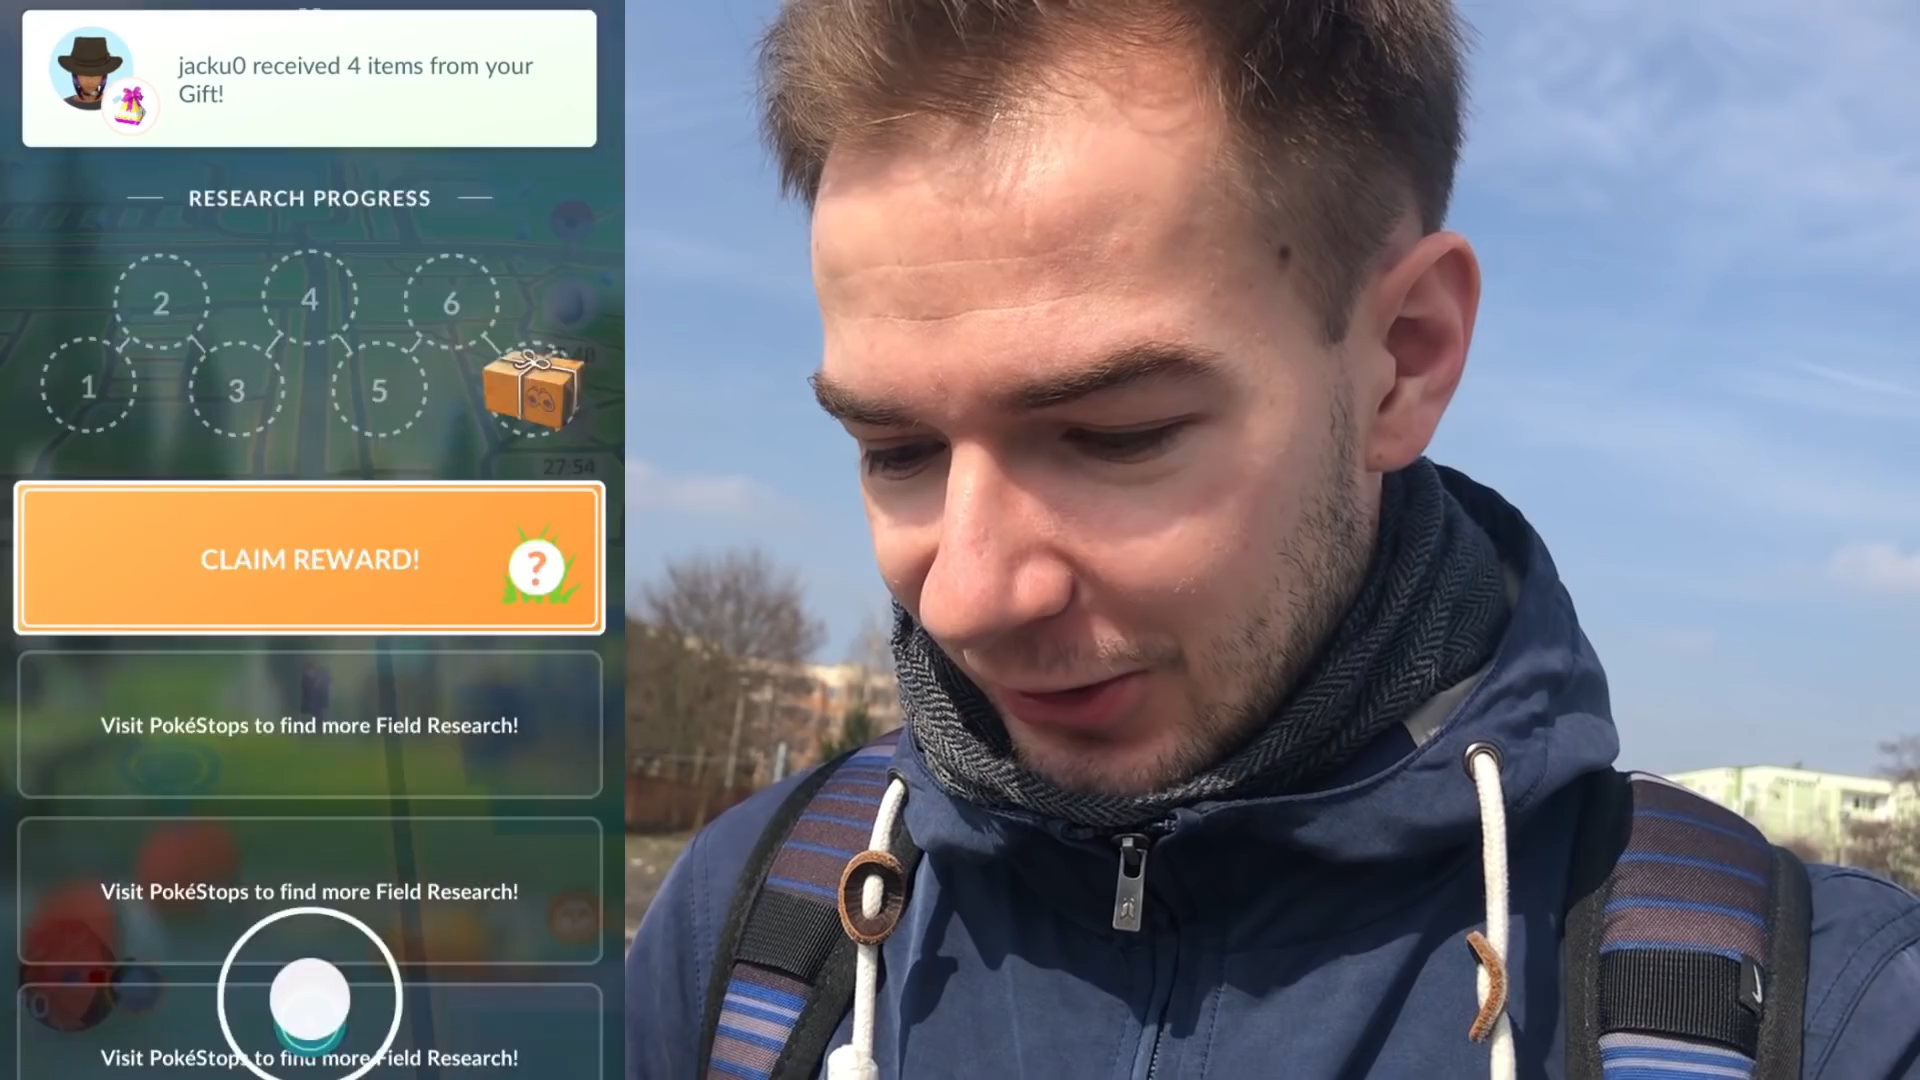 jacku0 received 4 items from your
Gift!
RESEARCH PROGRESS
2
4
6
1
3
5
27:54
CLAIM REWARD!
?
Visit PokéStops to find more Field Research!
Visit PokéStops to find more Field Research!
Visit PokéStops to find more Field Research!